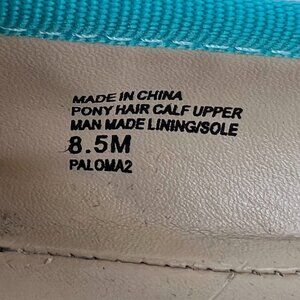 MADE IN CHINA
PONY HAIR CALF UPPER
MAN MADE LINING/SOLE
8.5M
PALOMA2